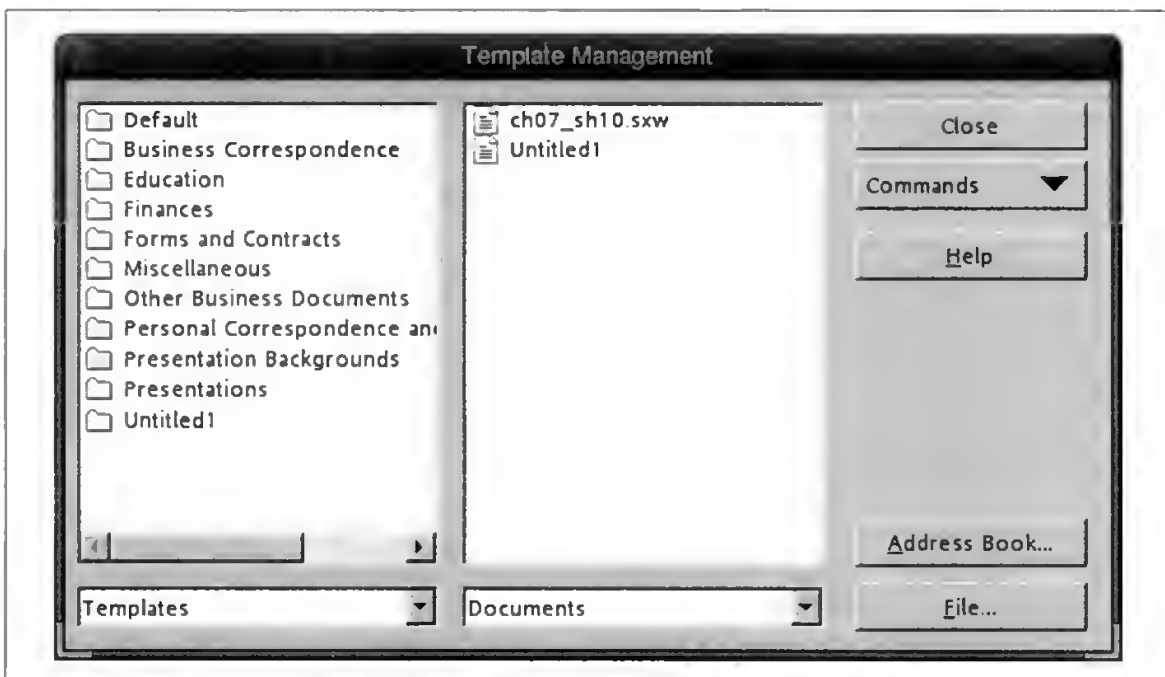 Template Management
Default
Business Correspondence
Education
Finances
Forms and Contracts
Miscellaneous
Other Business Documents
Personal Correspondence an
Presentation Backgrounds
Presentations
Untitled1
Templates
ch07_sh10.sxw
Untitled1
Documents
Close
Commands
Help
Address Book...
File...